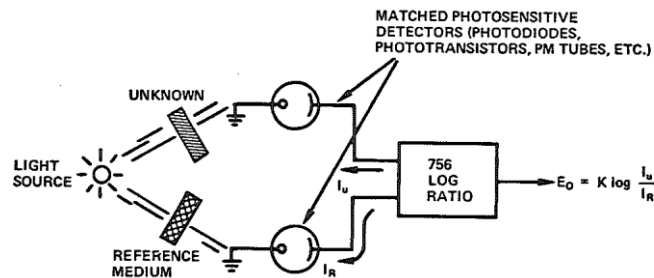 MATCHED PHOTOSENSITIVE
DETECTORS (PHOTODIODES,
PHOTOTRANSISTORS, PM TUBES, ETC.)
UNKNOWN
LIGHT
SOURCE
REFERENCE
MEDIUM
Iu
IR
756
LOG
RATIO
EO = K log Iu
IR